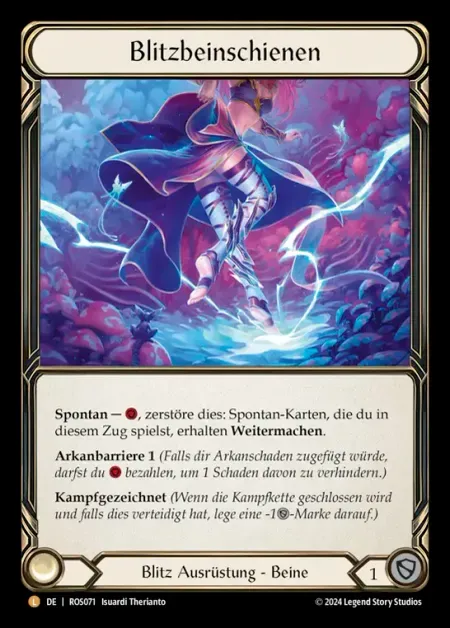 Blitzbeinschienen
Spontan — , zerstöre dies: Spontan-Karten, die du in
diesem Zug spielst, erhalten Weitermachen.
Arkanbarriere 1 (Falls dir Arkanschaden zugefügt würde,
darfst du bezahlen, um 1 Schaden davon zu verhindern.)
Kampfgezeichnet (Wenn die Kampfkette geschlossen wird
und falls dies verteidigt hat, lege eine -1-Marke darauf.)
Blitz Ausrüstung - Beine
1
L DE | ROS071 Isuardi Therianto
© 2024 Legend Story Studios